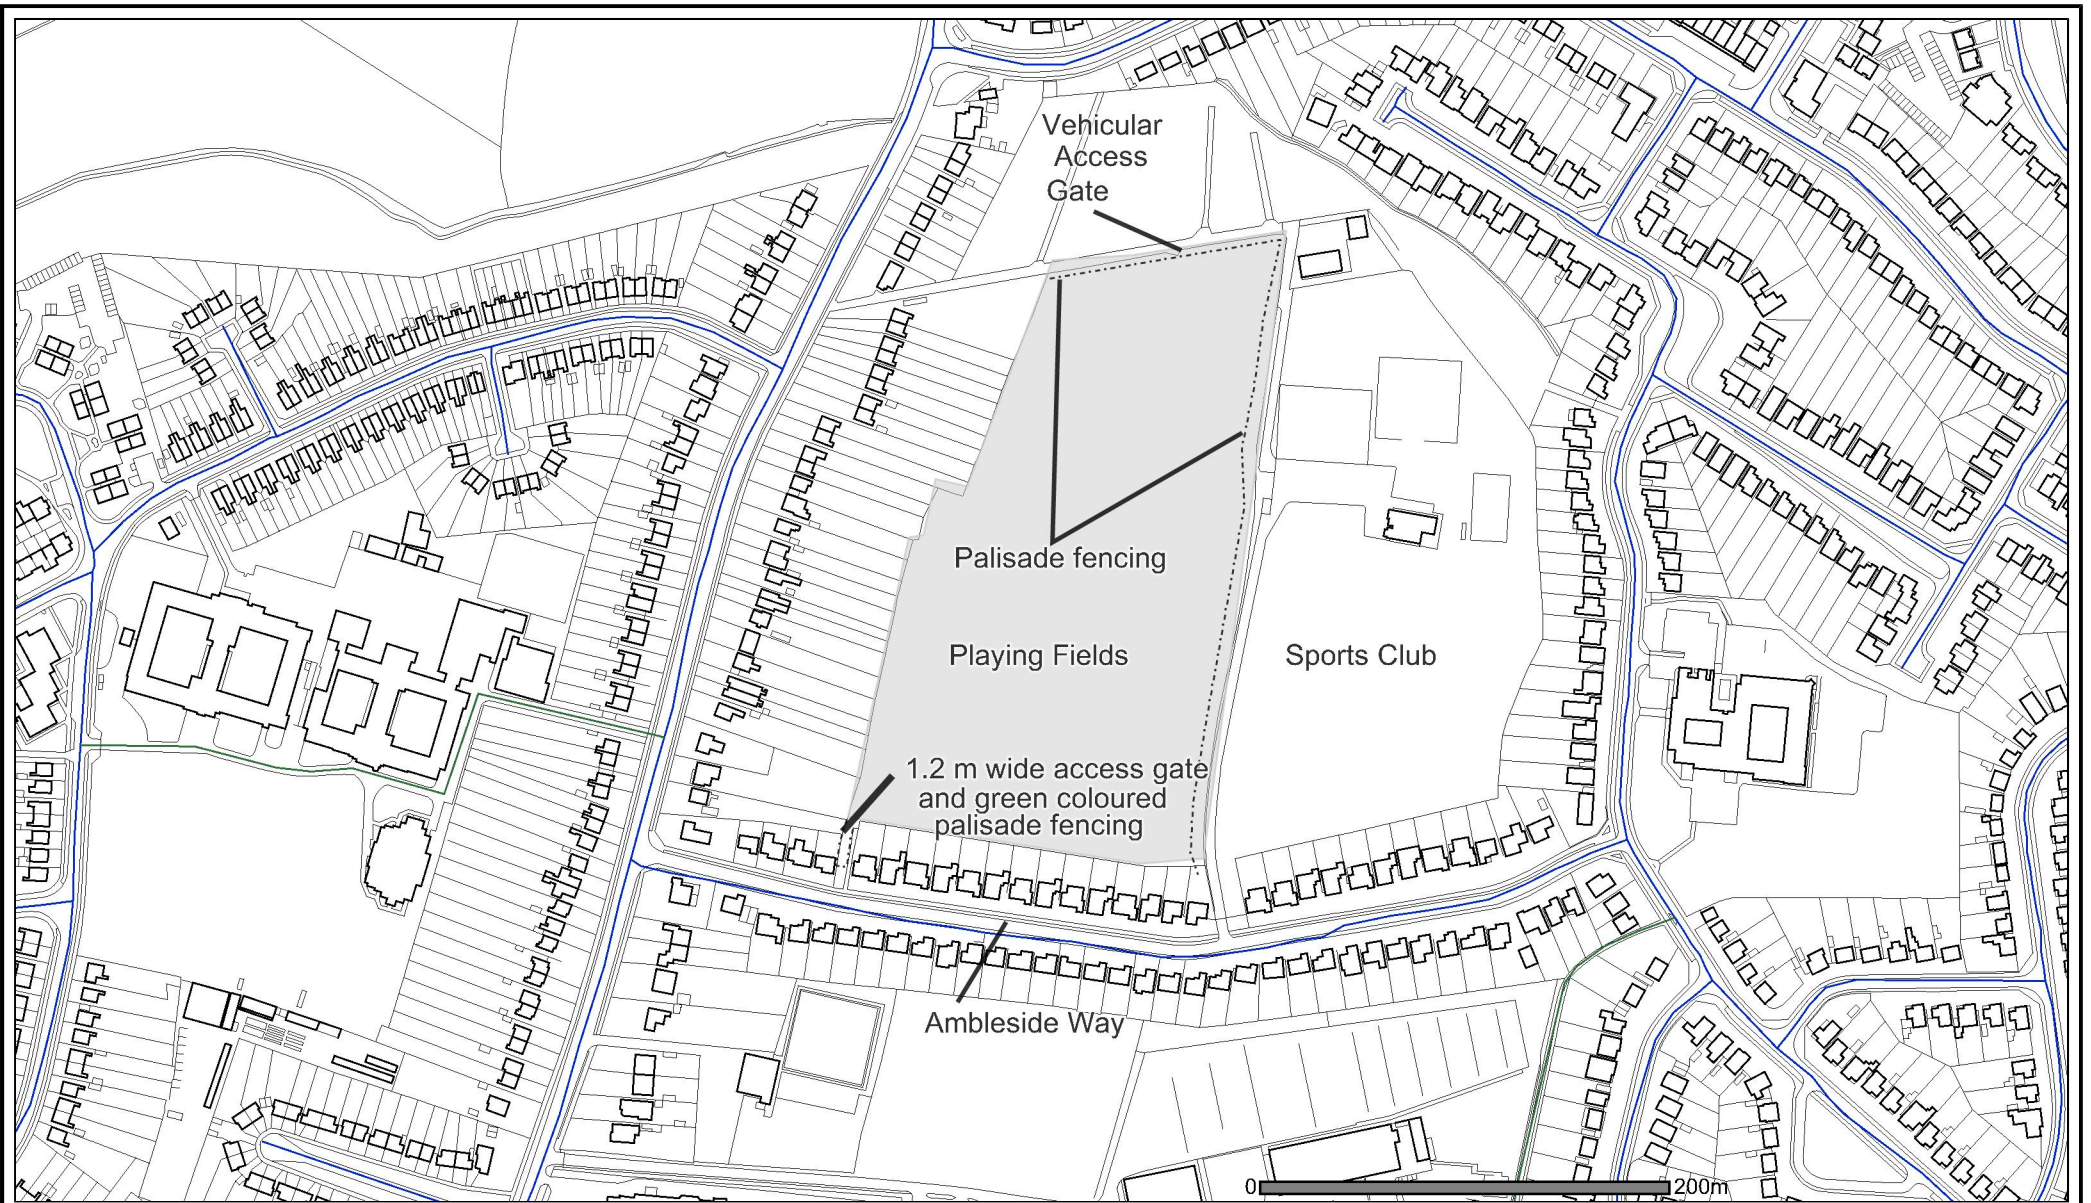 Vehicular
Access
Gate
Palisade fencing
Playing Fields
Sports Club
1.2 m wide access gate
and green coloured
palisade fencing
Ambleside Way
0
200m